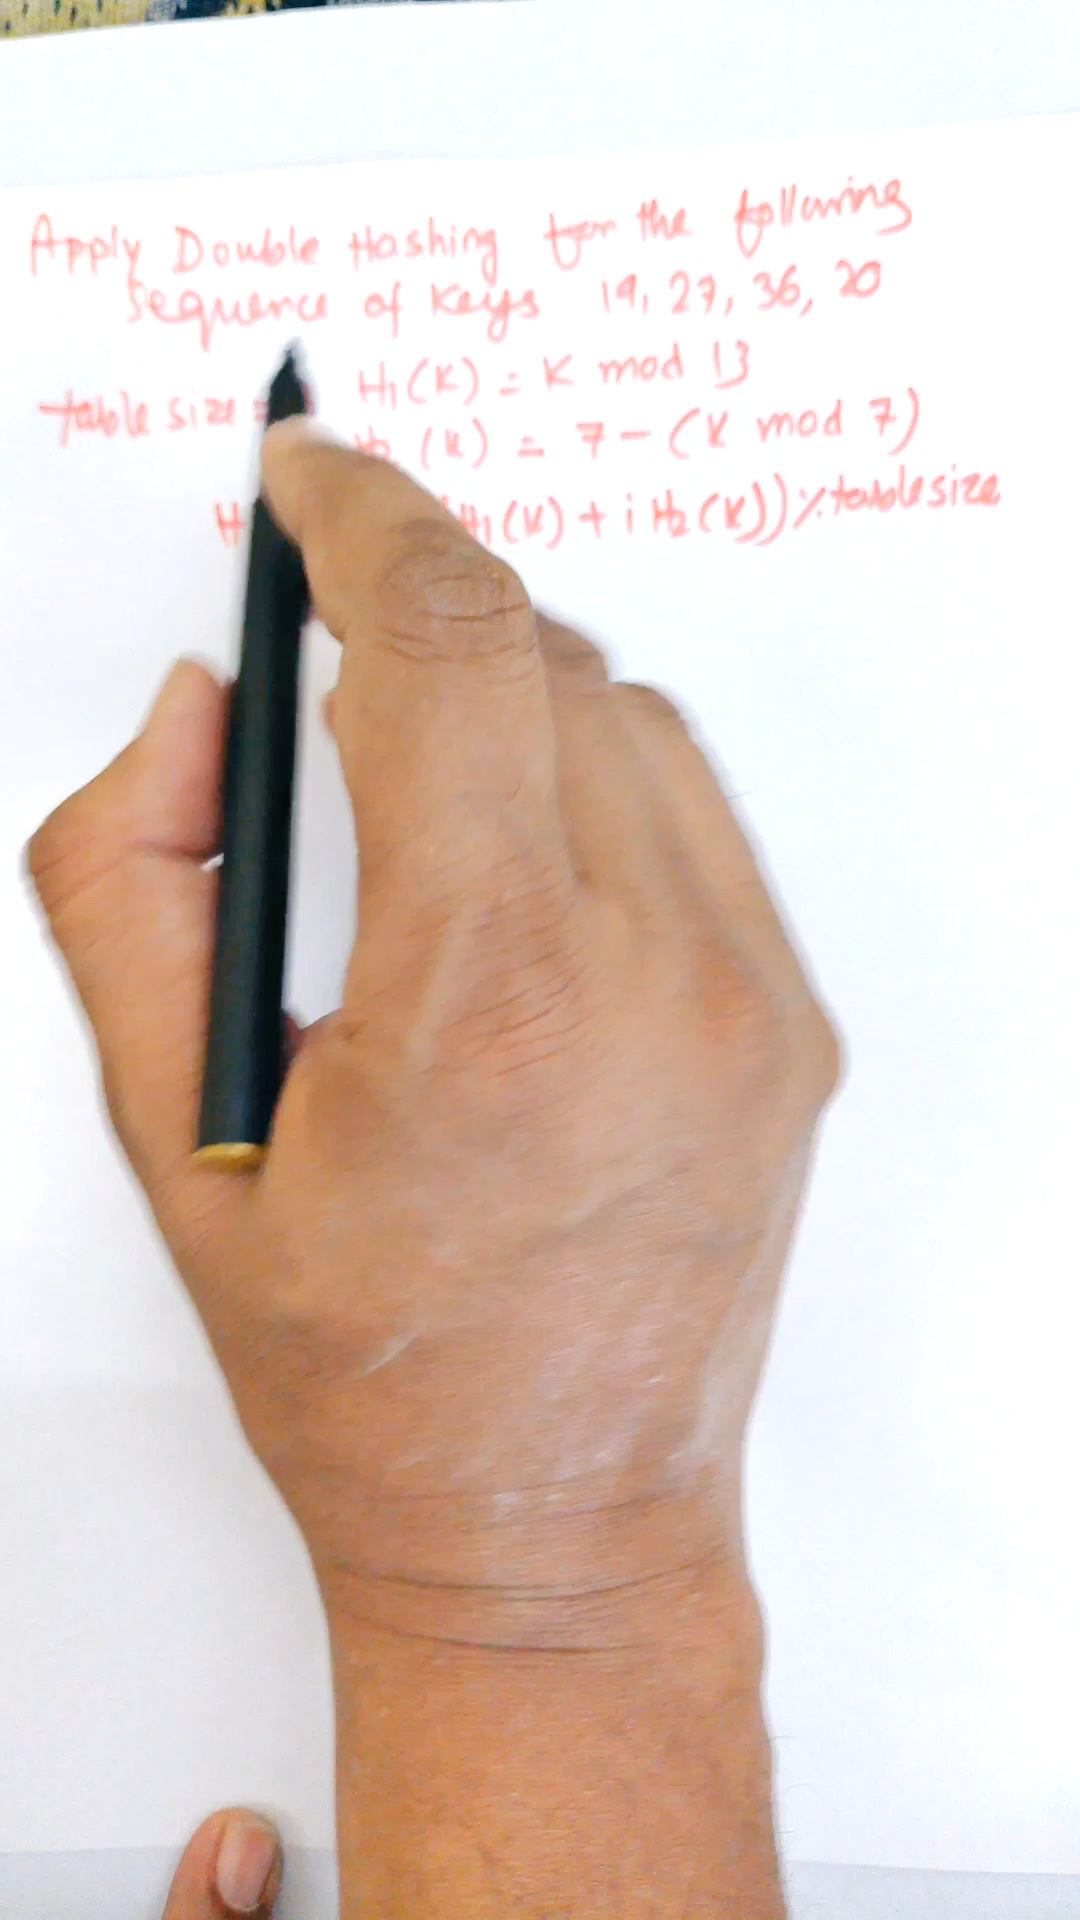 Apply Double Hashing for the following
sequence of keys 19, 27, 36, 20
H1(K) = K mod 13
table size =
(K) = 7 - (K mod 7)
H H1(K) + i H2(K)) % tablesize